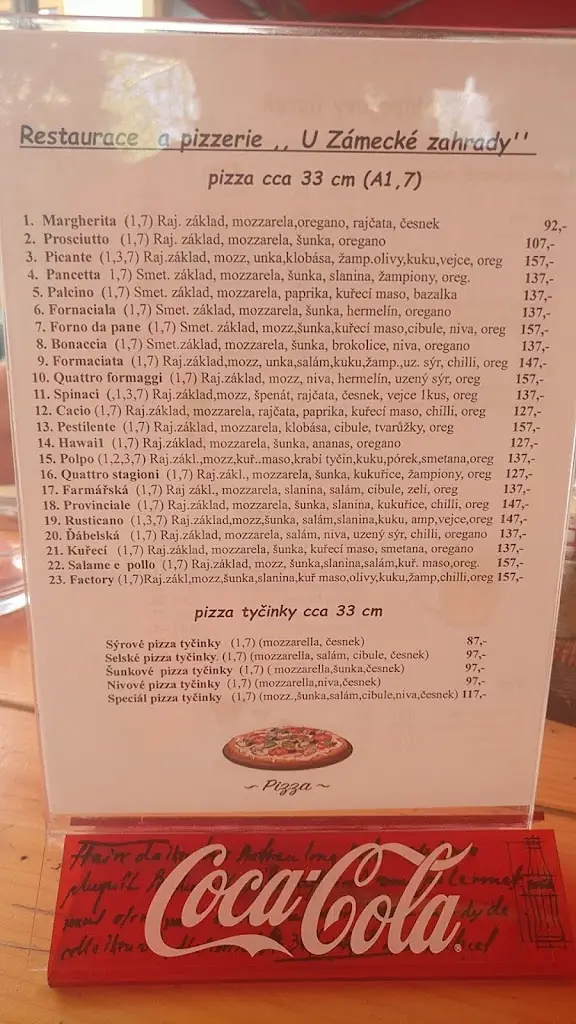 Restaurace a pizzerie ,, U Zámecké zahrady''
pizza cca 33 cm (A1,7)
1. Margherita (1,7) Raj. základ, mozzarela,oregano, rajčata, česnek 92,-
2. Prosciutto (1,7) Raj. základ, mozzarela, šunka, oregano 107,-
3. Picante (1,3,7) Raj.základ, mozz, unka,klobása, žamp.olivy,kuku,vejce, oreg 157,-
4. Pancetta 1,7) Smet. základ, mozzarela, šunka, slanina, žampiony, oreg. 137,-
5. Palcino (1,7) Smet. základ, mozzarela, paprika, kuřecí maso, bazalka 137,-
6. Fornaciala (1,7) Smet. základ, mozzarela, šunka, hermelín, oregano 137,-
7. Forno da pane (1,7) Smet. základ, mozz,šunka,kuřecí maso,cibule, niva, oreg 157,-
8. Bonaccia (1,7) Smet.základ, mozzarela, šunka, brokolice, niva, oregano 137,-
9. Formaciata (1,7) Raj.základ,mozz, unka,salám,kuku,žamp.,uz. sýr, chilli, oreg 147,-
10. Quattro formaggi (1,7) Raj.základ, mozz, niva, hermelín, uzený sýr, oreg 157,-
11. Spinaci (,1,3,7) Raj.základ,mozz, špenát, rajčata, česnek, vejce 1kus, oreg 137,-
12. Cacio (1,7) Raj.základ, mozzarela, rajčata, paprika, kuřecí maso, chilli, oreg 127,-
13. Pestilente (1,7) Raj.základ, mozzarela, klobása, cibule, tvarůžky, oreg 157,-
14. Hawai1 (1,7) Raj.základ, mozzarela, šunka, ananas, oregano 127,-
15. Polpo (1,2,3,7) Raj.zákl.,mozz,kuř..maso,krabí tyčin,kuku,pórek,smetana,oreg 137,-
16. Quattro stagioni (1,7) Raj.zákl., mozzarela, šunka, kukuřice, žampiony, oreg 127,-
17. Farmářská (1,7) Raj zákl., mozzarela, slanina, salám, cibule, zelí, oreg 137,-
18. Provinciale (1,7) Raj.základ, mozzarela, šunka, slanina, kukuřice, chilli, oreg 147,-
19. Rusticano (1,3,7) Raj.základ,mozz,šunka, salám,slanina,kuku, amp,vejce,oreg 147,-
20. Ďábelská (1,7) Raj.základ, mozzarela, salám, niva, uzený sýr, chilli, oregano 137,-
21. Kuřecí (1,7) Raj.základ, mozzarela, šunka, kuřecí maso, smetana, oregano 137,-
22. Salame e pollo (1,7) Raj.základ, mozz, šunka,slanina,salám,kuř. maso,oreg. 157,-
23. Factory (1,7)Raj.zákl,mozz,šunka,slanina,kuř maso,olivy,kuku,žamp,chilli,oreg 157,-
pizza tyčinky cca 33 cm
Sýrové pizza tyčinky (1,7) (mozzarella, česnek) 87,-
Selské pizza tyčinky. (1,7) (mozzarella, salám, cibule, česnek) 97,-
Šunkové pizza tyčinky (1,7) ( mozzarella,šunka,česnek) 97,-
Nivové pizza tyčinky (1,7) (mozzarella,niva,česnek) 97,-
Speciál pizza tyčinky (1,7) (mozz.,šunka,salám,cibule,niva,česnek) 117,-
~ Pizza ~
Coca-Cola